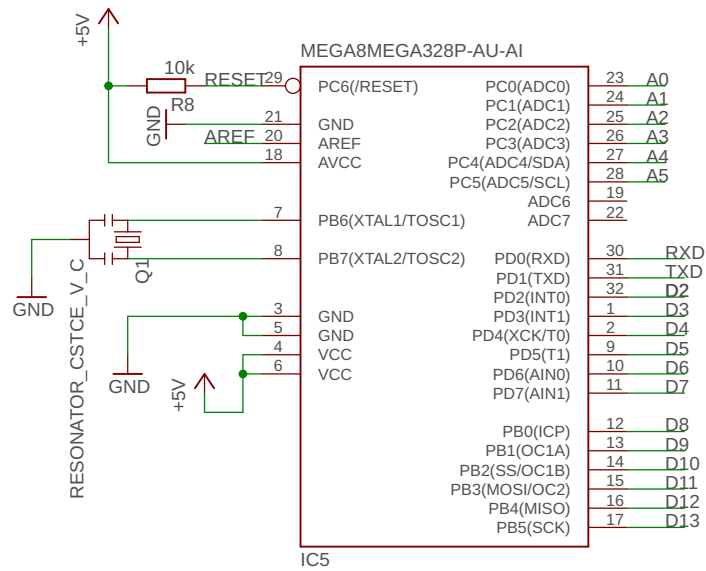 +5V
MEGA8MEGA328P-AU-AI
10k
RESET
29
PC6(/RESET)
PC0(ADC0)
23
A0
R8
PC1(ADC1)
24
A1
GND
21
GND
PC2(ADC2)
25
A2
AREF
20
AREF
PC3(ADC3)
26
A3
18
AVCC
PC4(ADC4/SDA)
27
A4
PC5(ADC5/SCL)
28
A5
ADC6
19
7
PB6(XTAL1/TOSC1)
ADC7
22
Q1
8
PB7(XTAL2/TOSC2)
PD0(RXD)
30
RXD
PD1(TXD)
31
TXD
PD2(INT0)
32
D2
GND
3
GND
PD3(INT1)
1
D3
5
GND
PD4(XCK/T0)
2
D4
4
VCC
PD5(T1)
9
D5
6
VCC
PD6(AIN0)
10
D6
GND
+5V
PD7(AIN1)
11
D7
RESONATOR_CSTCE_V_C
PB0(ICP)
12
D8
PB1(OC1A)
13
D9
PB2(SS/OC1B)
14
D10
PB3(MOSI/OC2)
15
D11
PB4(MISO)
16
D12
PB5(SCK)
17
D13
IC5